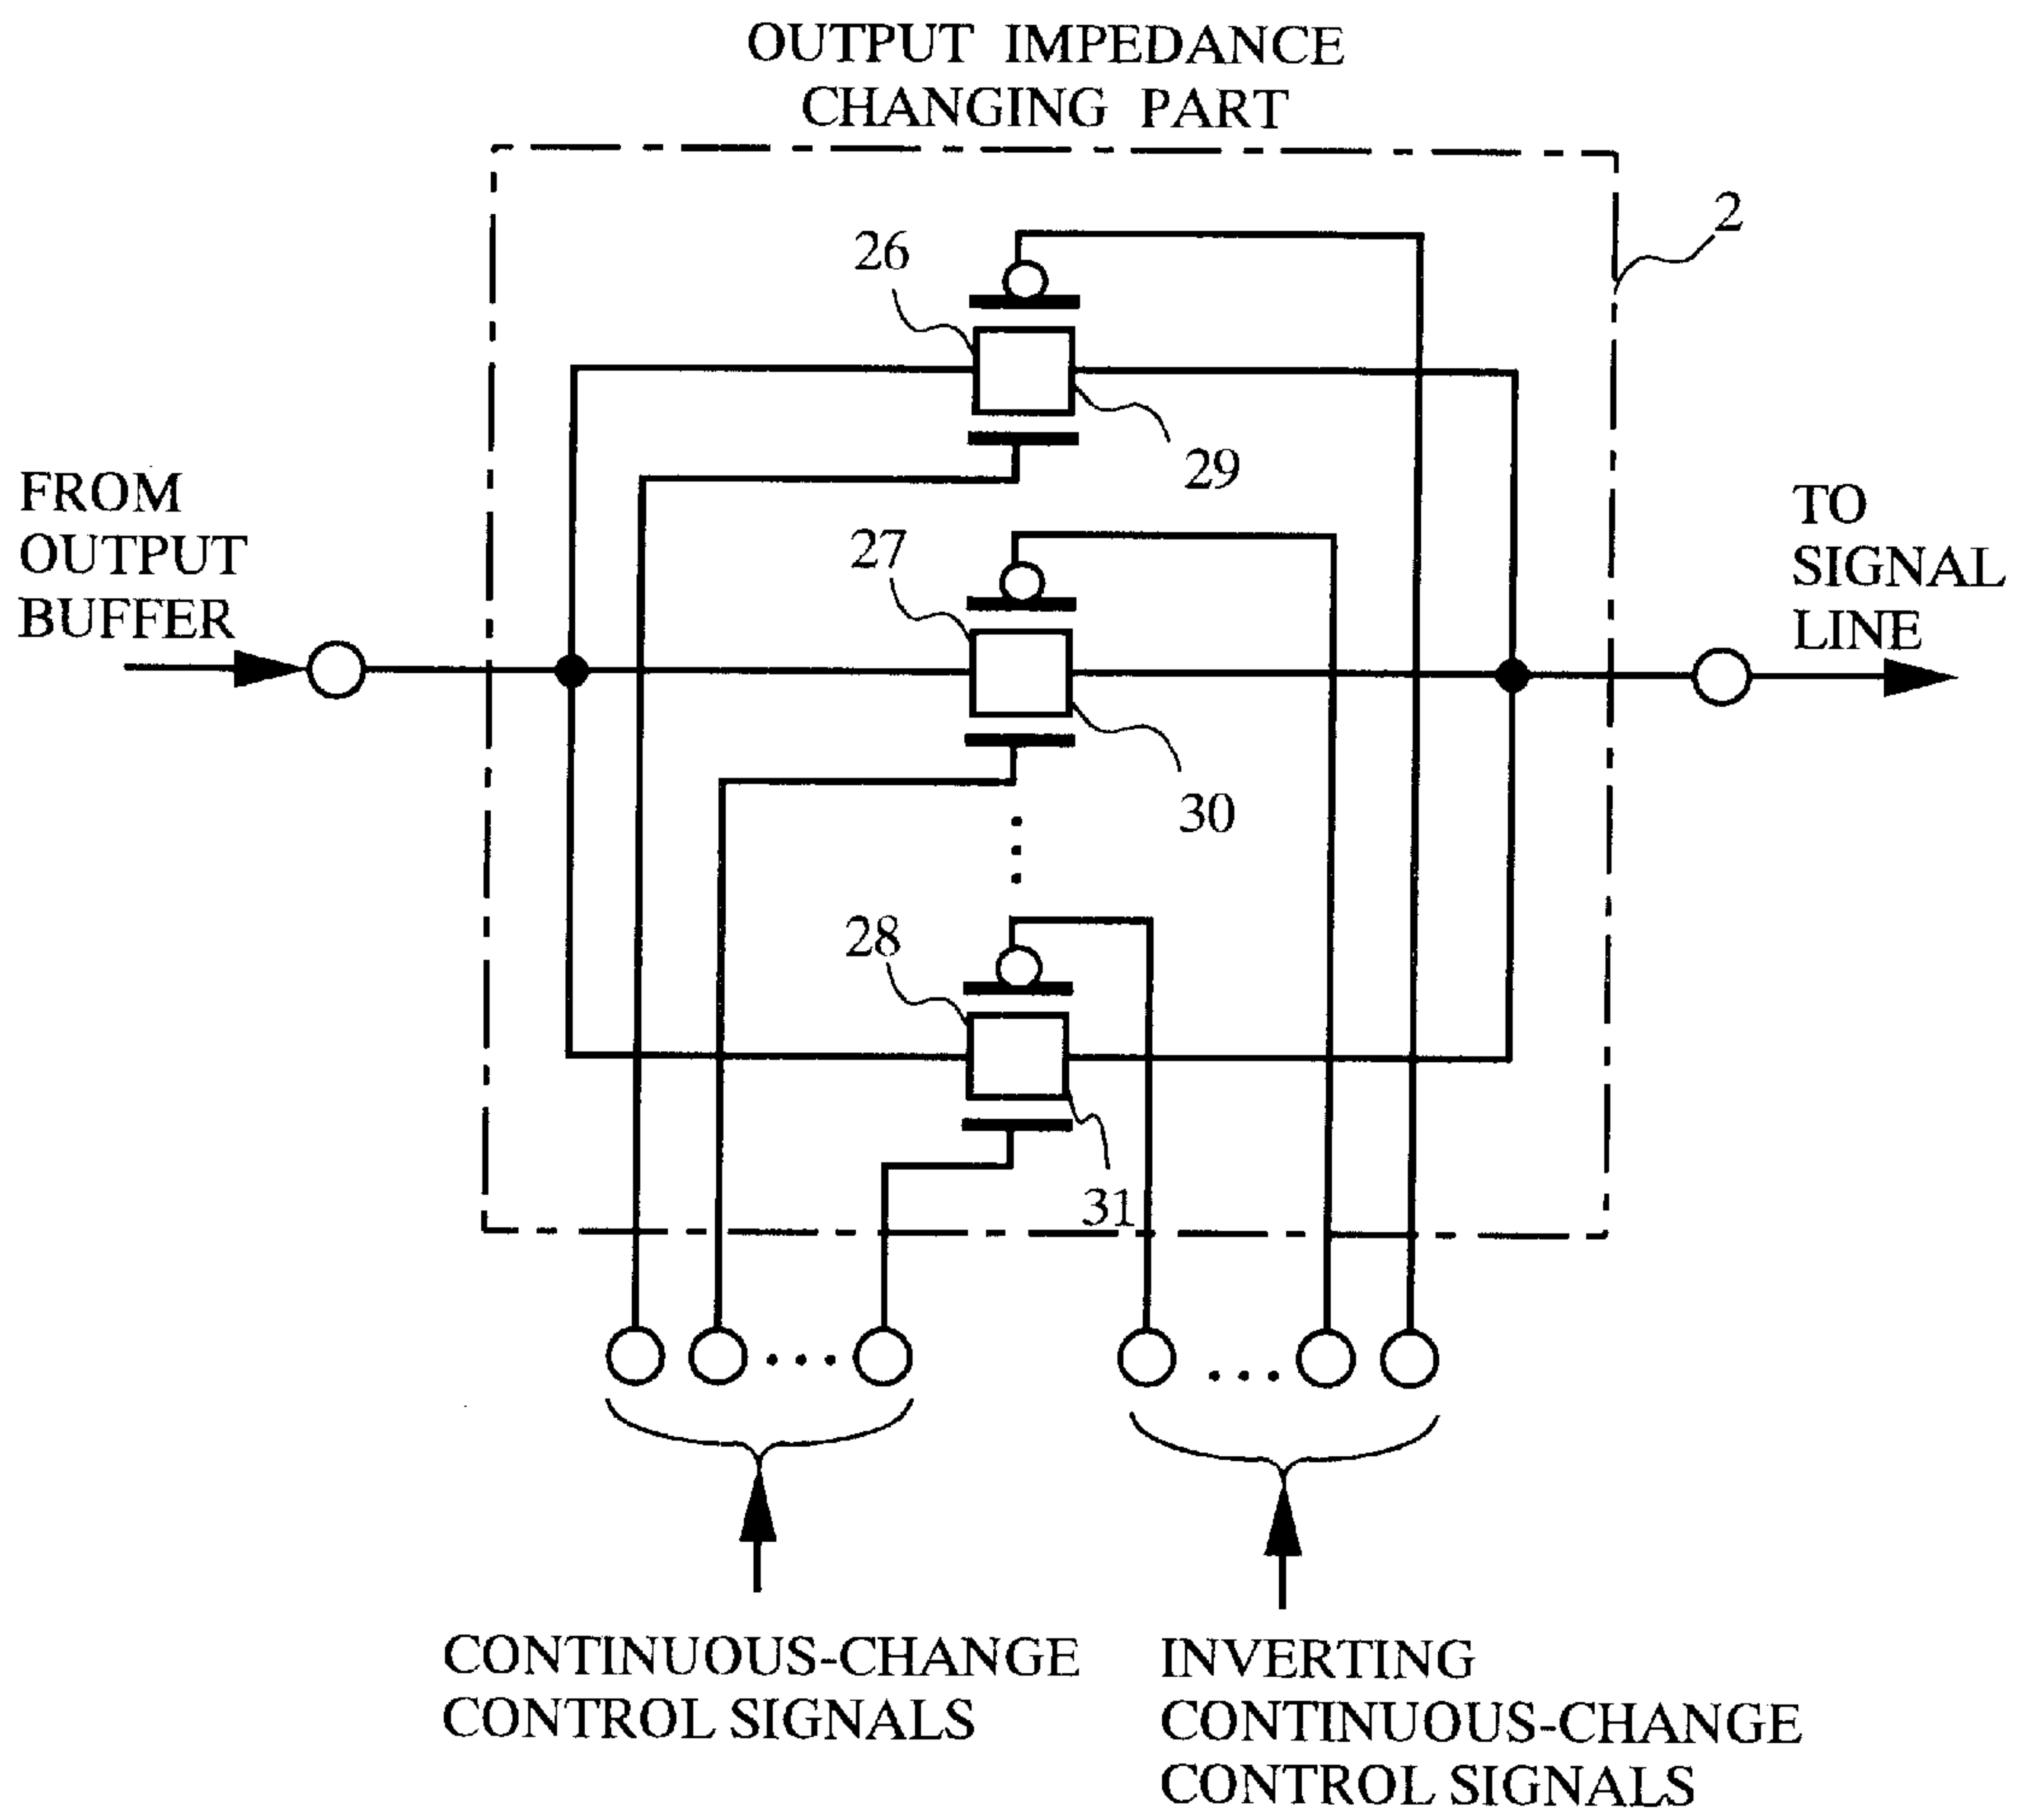 OUTPUT IMPEDANCE
CHANGING PART
2
26
29
FROM
OUTPUT
BUFFER
27
30
TO
SIGNAL
LINE
28
31
CONTINUOUS-CHANGE
CONTROL SIGNALS
INVERTING
CONTINUOUS-CHANGE
CONTROL SIGNALS